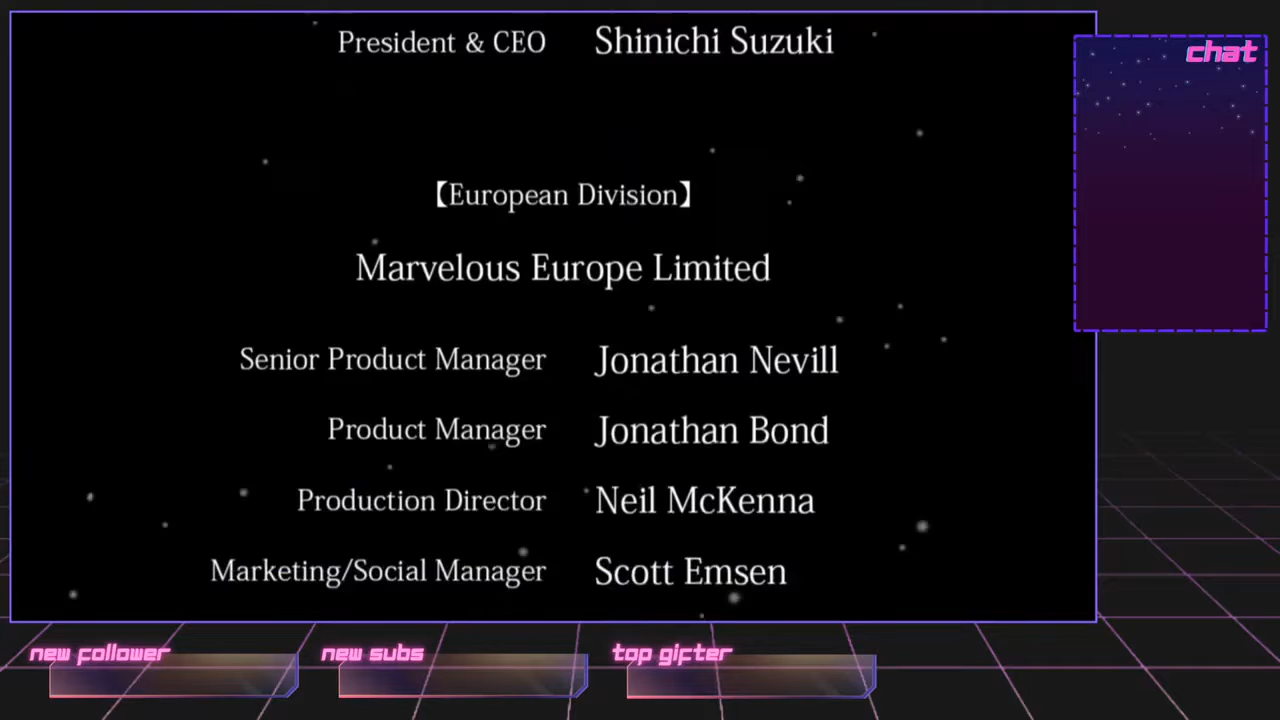 President & CEO Shinichi Suzuki
chat
【European Division】
Marvelous Europe Limited
Senior Product Manager Jonathan Nevill
Product Manager Jonathan Bond
Production Director Neil McKenna
Marketing/Social Manager Scott Emsen
new follower new subs top gifter